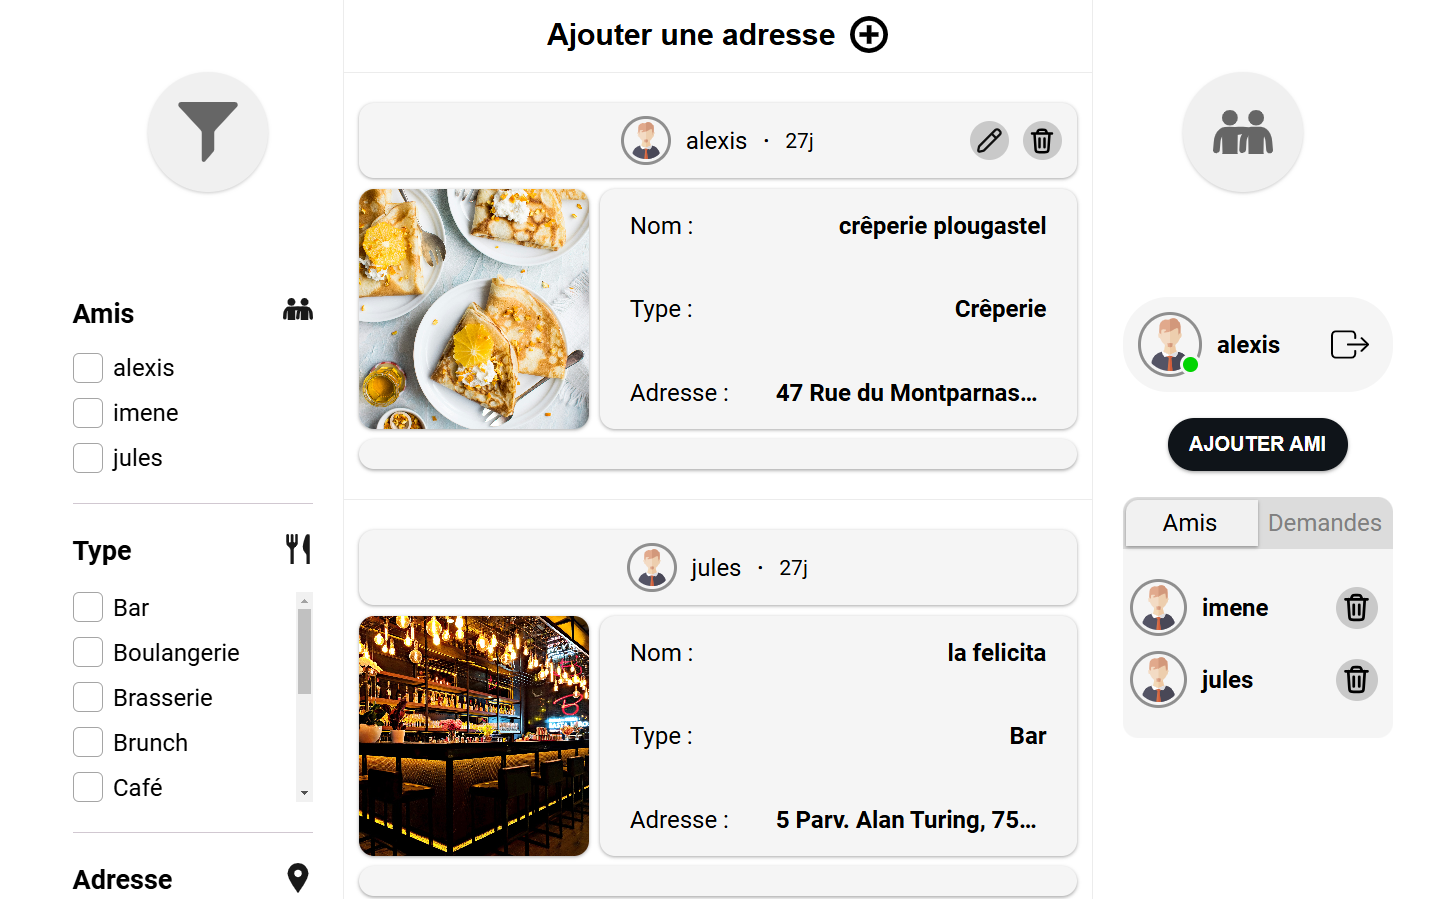 Ajouter une adresse
Amis
alexis
imene
jules
Type
Bar
Boulangerie
Brasserie
Brunch
Café
Adresse
alexis · 27j
Nom : crêperie plougastel
Type : Crêperie
Adresse : 47 Rue du Montparnas...
jules · 27j
Nom : la felicita
Type : Bar
Adresse : 5 Parv. Alan Turing, 75...
alexis
AJOUTER AMI
Amis Demandes
imene
jules